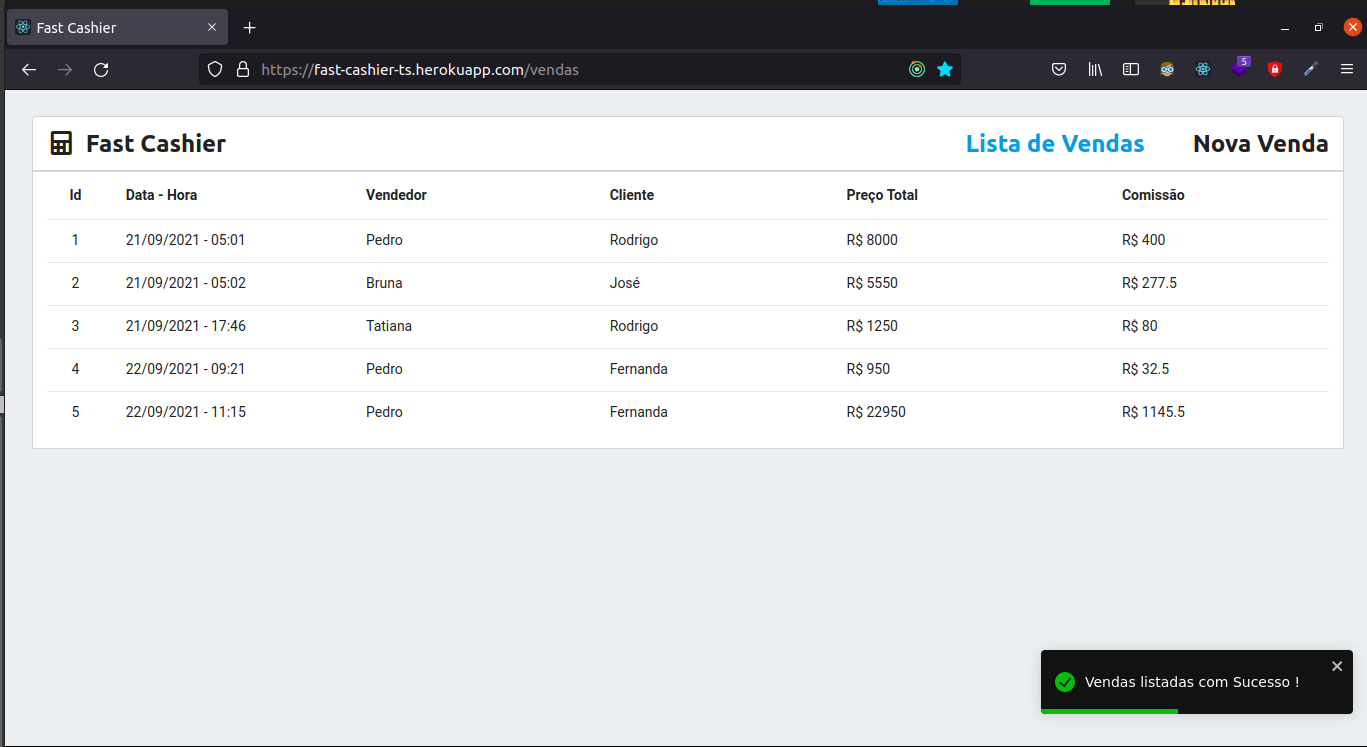 Fast Cashier
https://fast-cashier-ts.herokuapp.com/vendas
5
Fast Cashier Lista de Vendas Nova Venda
Id Data - Hora Vendedor Cliente Preço Total Comissão
1 21/09/2021 - 05:01 Pedro Rodrigo R$ 8000 R$ 400
2 21/09/2021 - 05:02 Bruna José R$ 5550 R$ 277.5
3 21/09/2021 - 17:46 Tatiana Rodrigo R$ 1250 R$ 80
4 22/09/2021 - 09:21 Pedro Fernanda R$ 950 R$ 32.5
5 22/09/2021 - 11:15 Pedro Fernanda R$ 22950 R$ 1145.5
Vendas listadas com Sucesso !